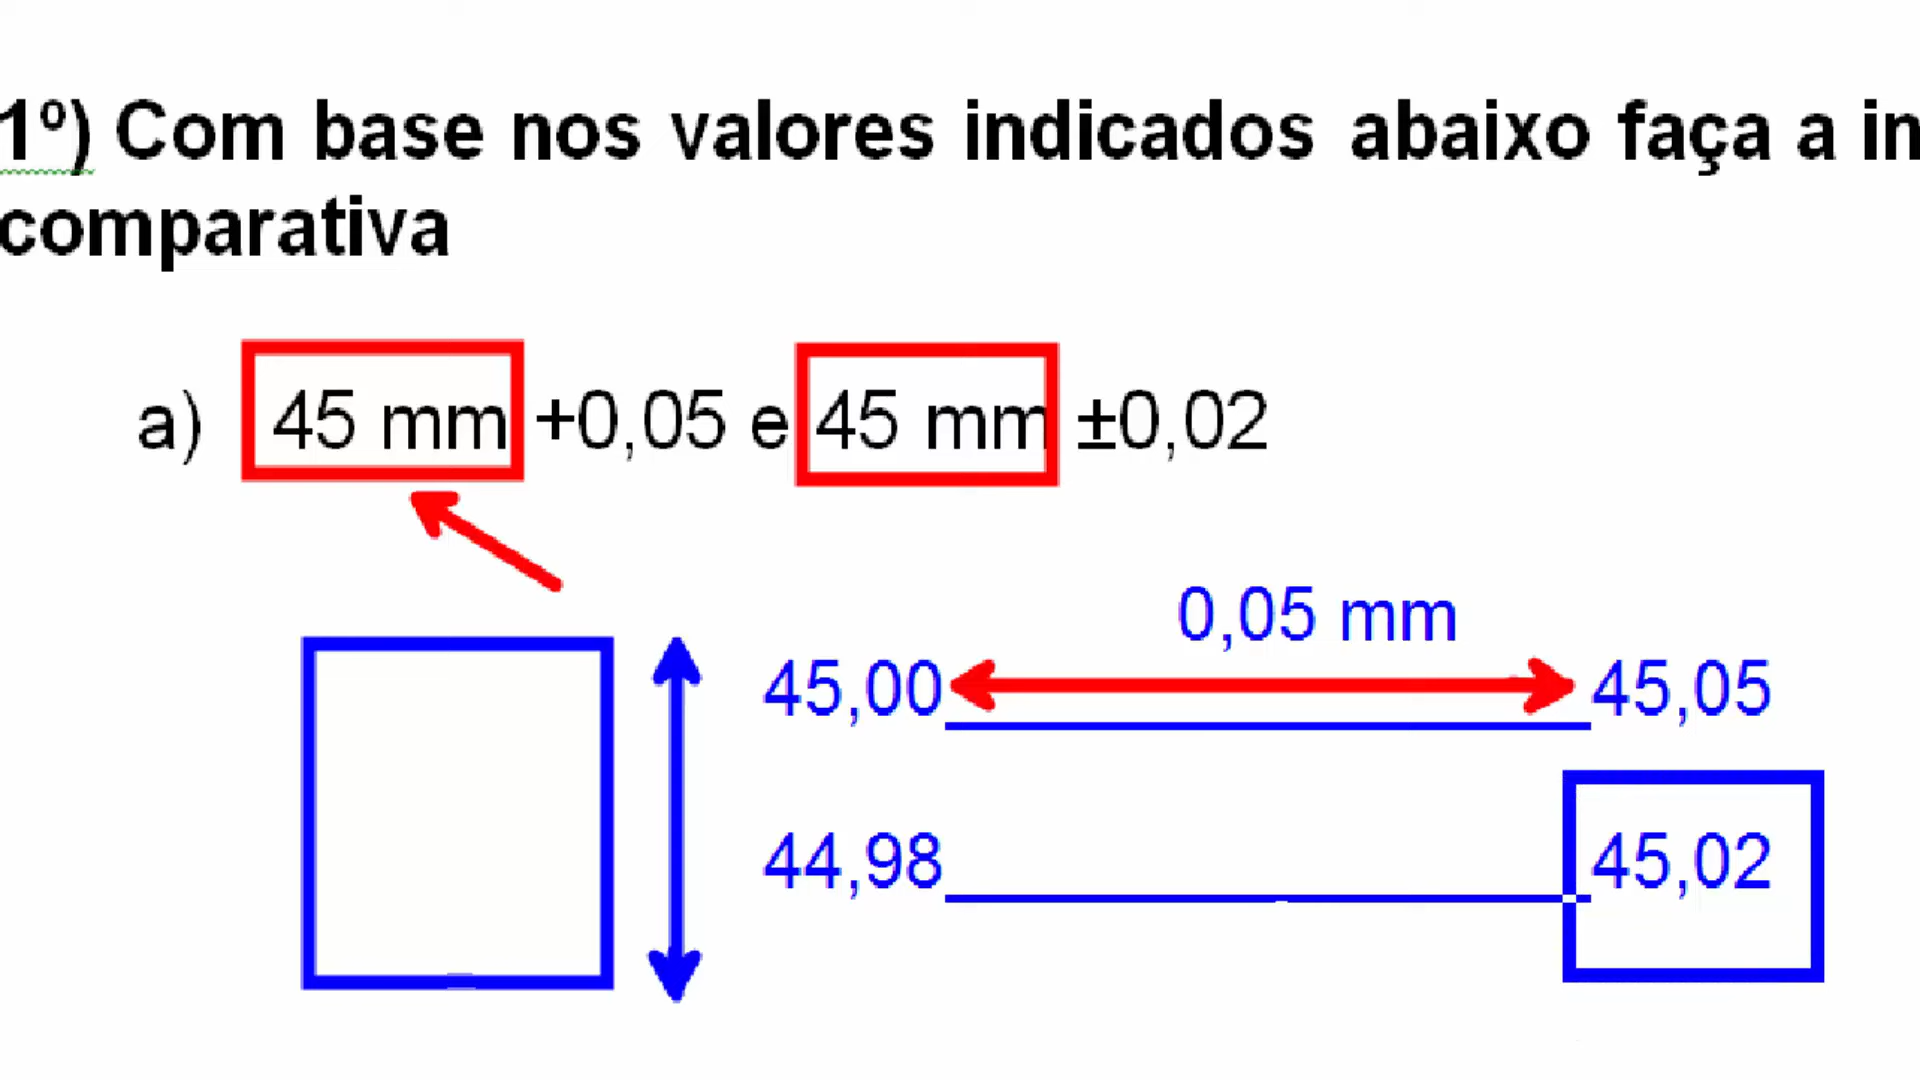 1º) Com base nos valores indicados abaixo faça a in
comparativa
a) 45 mm +0,05 e 45 mm ±0,02
0,05 mm
45,00 45,05
44,98 45,02